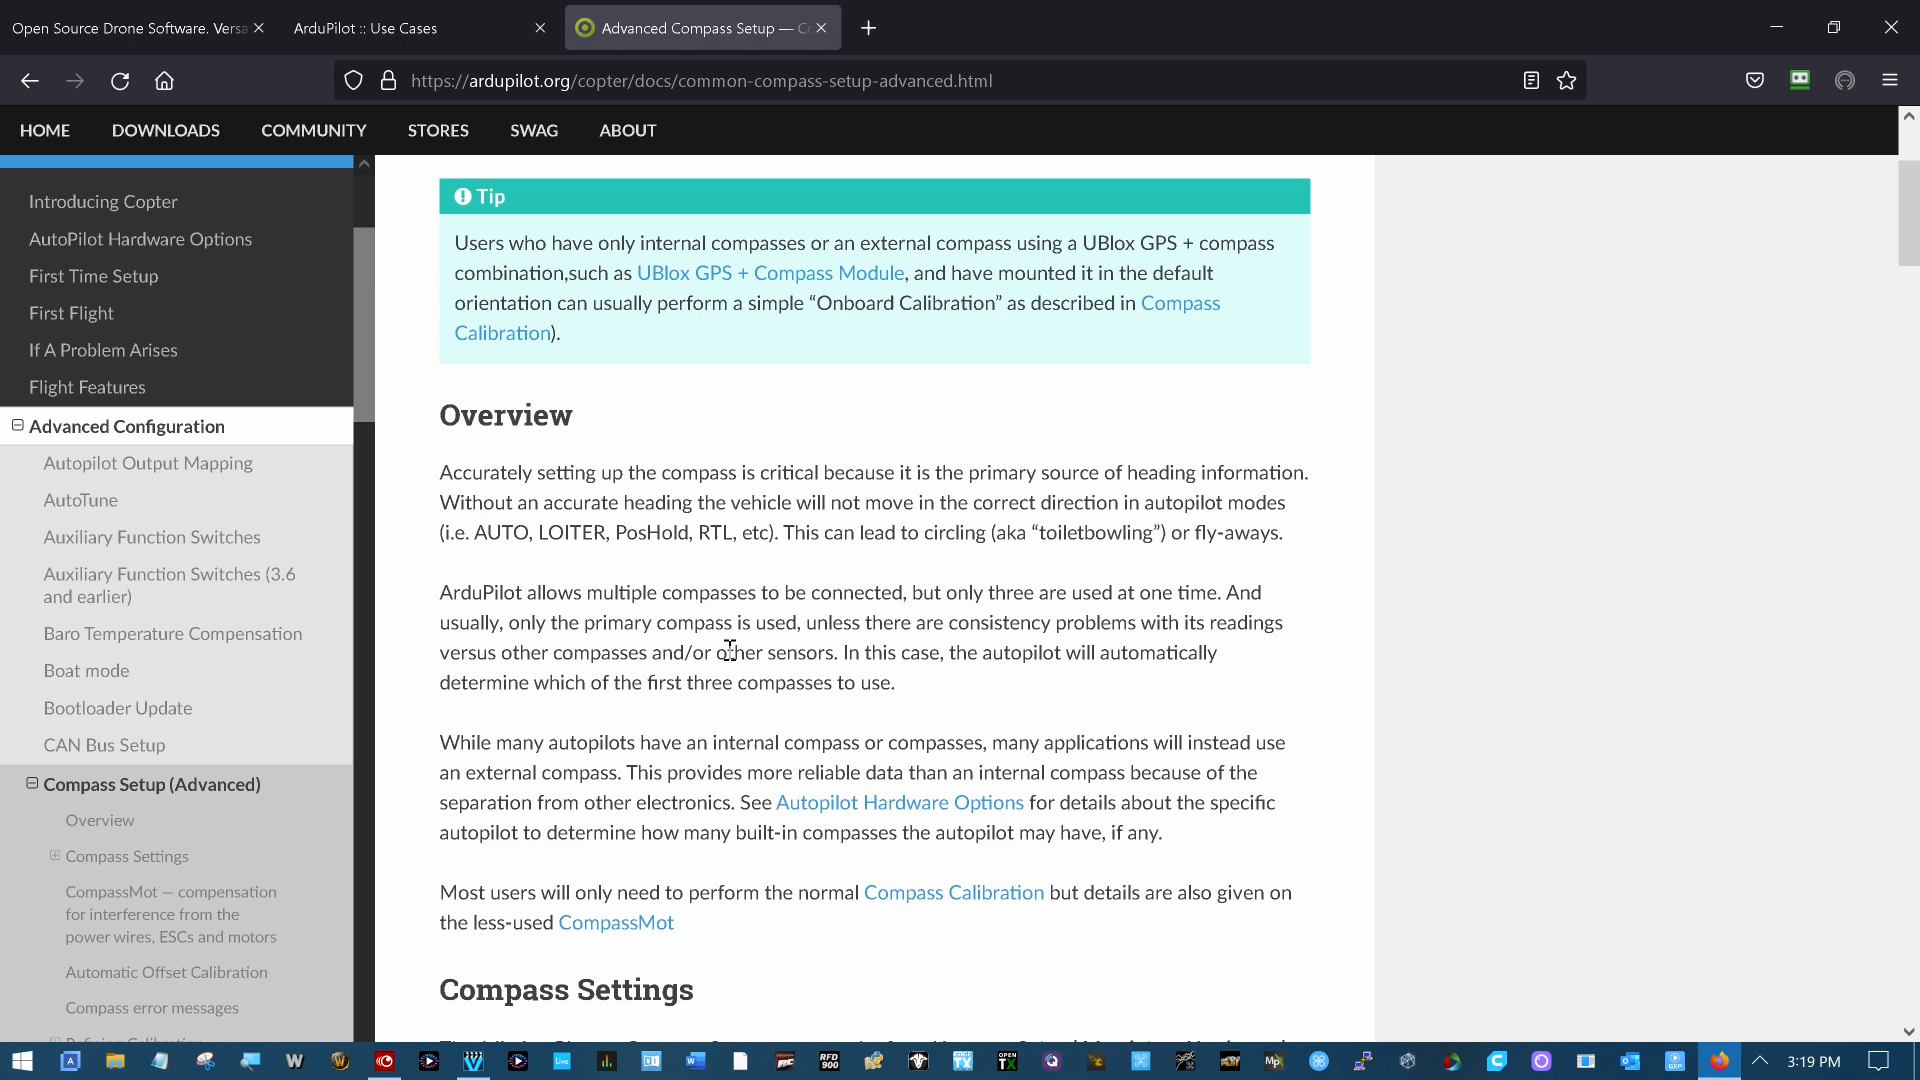 Open Source Drone Software. Versa
ArduPilot :: Use Cases
Advanced Compass Setup — Co
https://ardupilot.org/copter/docs/common-compass-setup-advanced.html
HOME
DOWNLOADS
COMMUNITY
STORES
SWAG
ABOUT
Introducing Copter
AutoPilot Hardware Options
First Time Setup
First Flight
If A Problem Arises
Flight Features
Advanced Configuration
Autopilot Output Mapping
AutoTune
Auxiliary Function Switches
Auxiliary Function Switches (3.6
and earlier)
Baro Temperature Compensation
Boat mode
Bootloader Update
CAN Bus Setup
Compass Setup (Advanced)
Overview
Compass Settings
CompassMot — compensation
for interference from the
power wires, ESCs and motors
Automatic Offset Calibration
Compass error messages
Tip
Users who have only internal compasses or an external compass using a UBlox GPS + compass
combination,such as UBlox GPS + Compass Module, and have mounted it in the default
orientation can usually perform a simple “Onboard Calibration” as described in Compass
Calibration).
Overview
Accurately setting up the compass is critical because it is the primary source of heading information.
Without an accurate heading the vehicle will not move in the correct direction in autopilot modes
(i.e. AUTO, LOITER, PosHold, RTL, etc). This can lead to circling (aka “toiletbowling”) or fly-aways.
ArduPilot allows multiple compasses to be connected, but only three are used at one time. And
usually, only the primary compass is used, unless there are consistency problems with its readings
versus other compasses and/or other sensors. In this case, the autopilot will automatically
determine which of the first three compasses to use.
While many autopilots have an internal compass or compasses, many applications will instead use
an external compass. This provides more reliable data than an internal compass because of the
separation from other electronics. See Autopilot Hardware Options for details about the specific
autopilot to determine how many built-in compasses the autopilot may have, if any.
Most users will only need to perform the normal Compass Calibration but details are also given on
the less-used CompassMot
Compass Settings
3:19 PM